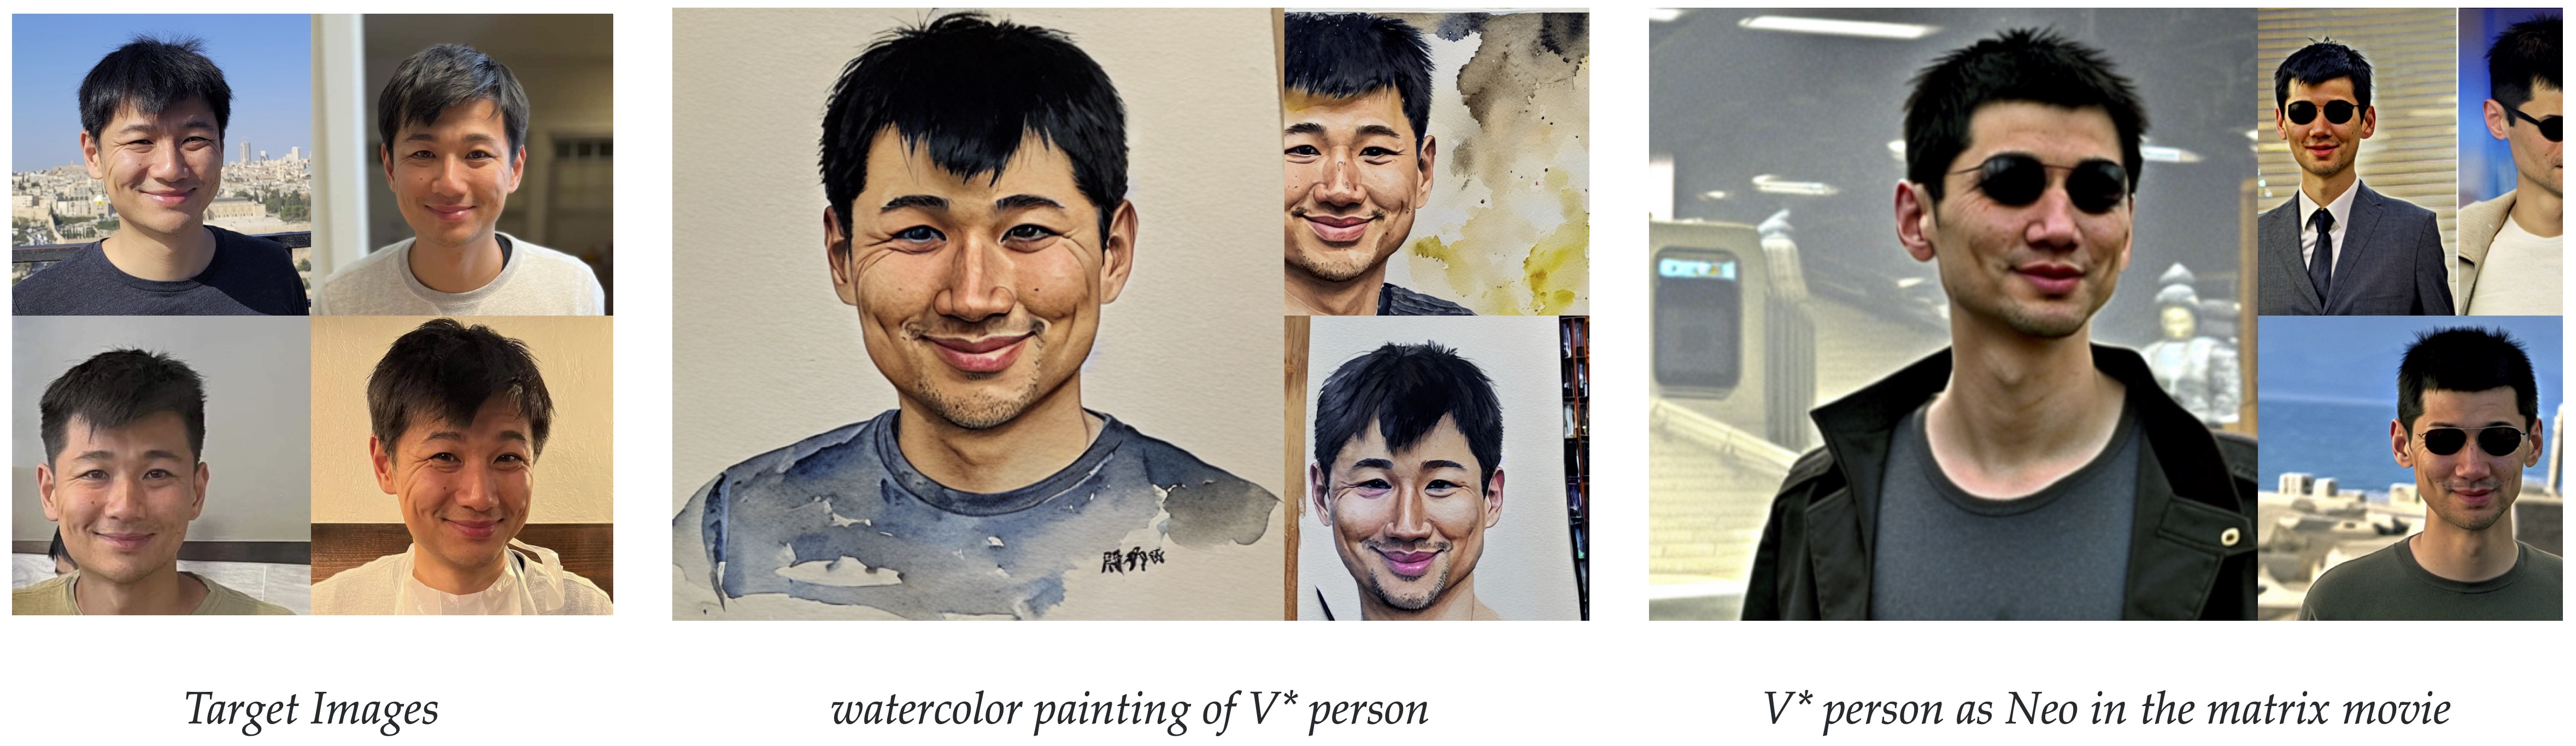 Target Images
watercolor painting of V* person
V* person as Neo in the matrix movie